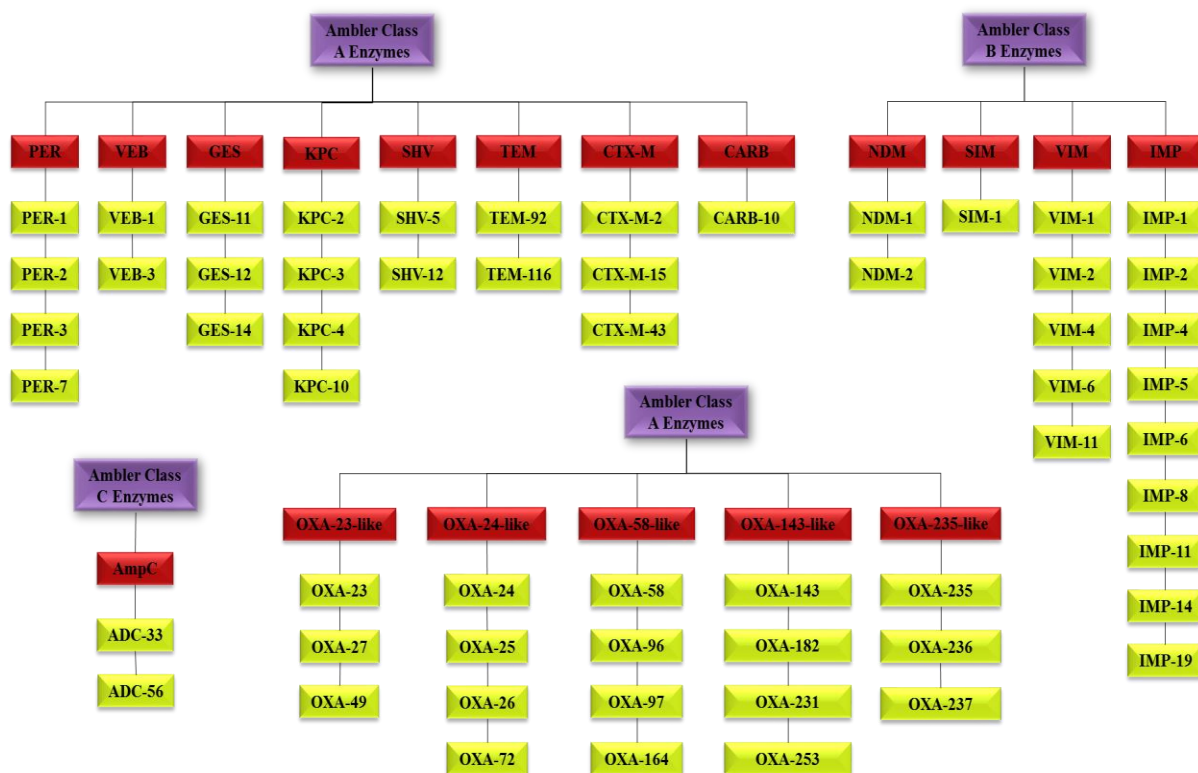 Ambler Class
A Enzymes
PER
PER-1
PER-2
PER-3
PER-7
VEB
VEB-1
VEB-3
GES
GES-11
GES-12
GES-14
KPC
KPC-2
KPC-3
KPC-4
KPC-10
SHV
SHV-5
SHV-12
TEM
TEM-92
TEM-116
CTX-M
CTX-M-2
CTX-M-15
CTX-M-43
CARB
CARB-10
Ambler Class
B Enzymes
NDM
NDM-1
NDM-2
SIM
SIM-1
VIM
VIM-1
VIM-2
VIM-4
VIM-6
VIM-11
IMP
IMP-1
IMP-2
IMP-4
IMP-5
IMP-6
IMP-8
IMP-11
IMP-14
IMP-19
Ambler Class
C Enzymes
AmpC
ADC-33
ADC-56
Ambler Class
A Enzymes
OXA-23-like
OXA-23
OXA-27
OXA-49
OXA-24-like
OXA-24
OXA-25
OXA-26
OXA-72
OXA-58-like
OXA-58
OXA-96
OXA-97
OXA-164
OXA-143-like
OXA-143
OXA-182
OXA-231
OXA-253
OXA-235-like
OXA-235
OXA-236
OXA-237